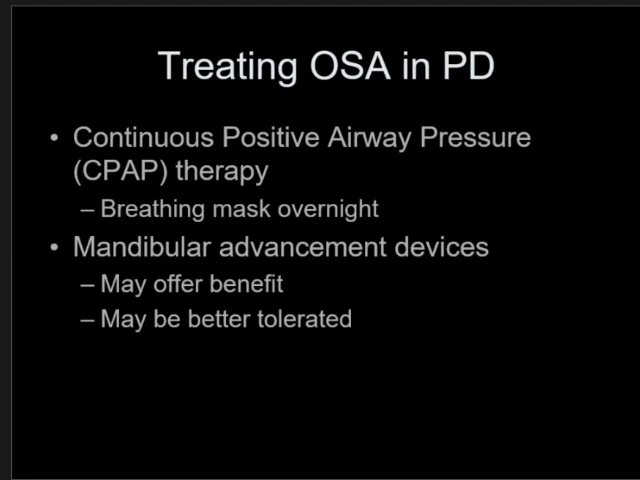 Treating OSA in PD
• Continuous Positive Airway Pressure
(CPAP) therapy
– Breathing mask overnight
• Mandibular advancement devices
– May offer benefit
– May be better tolerated